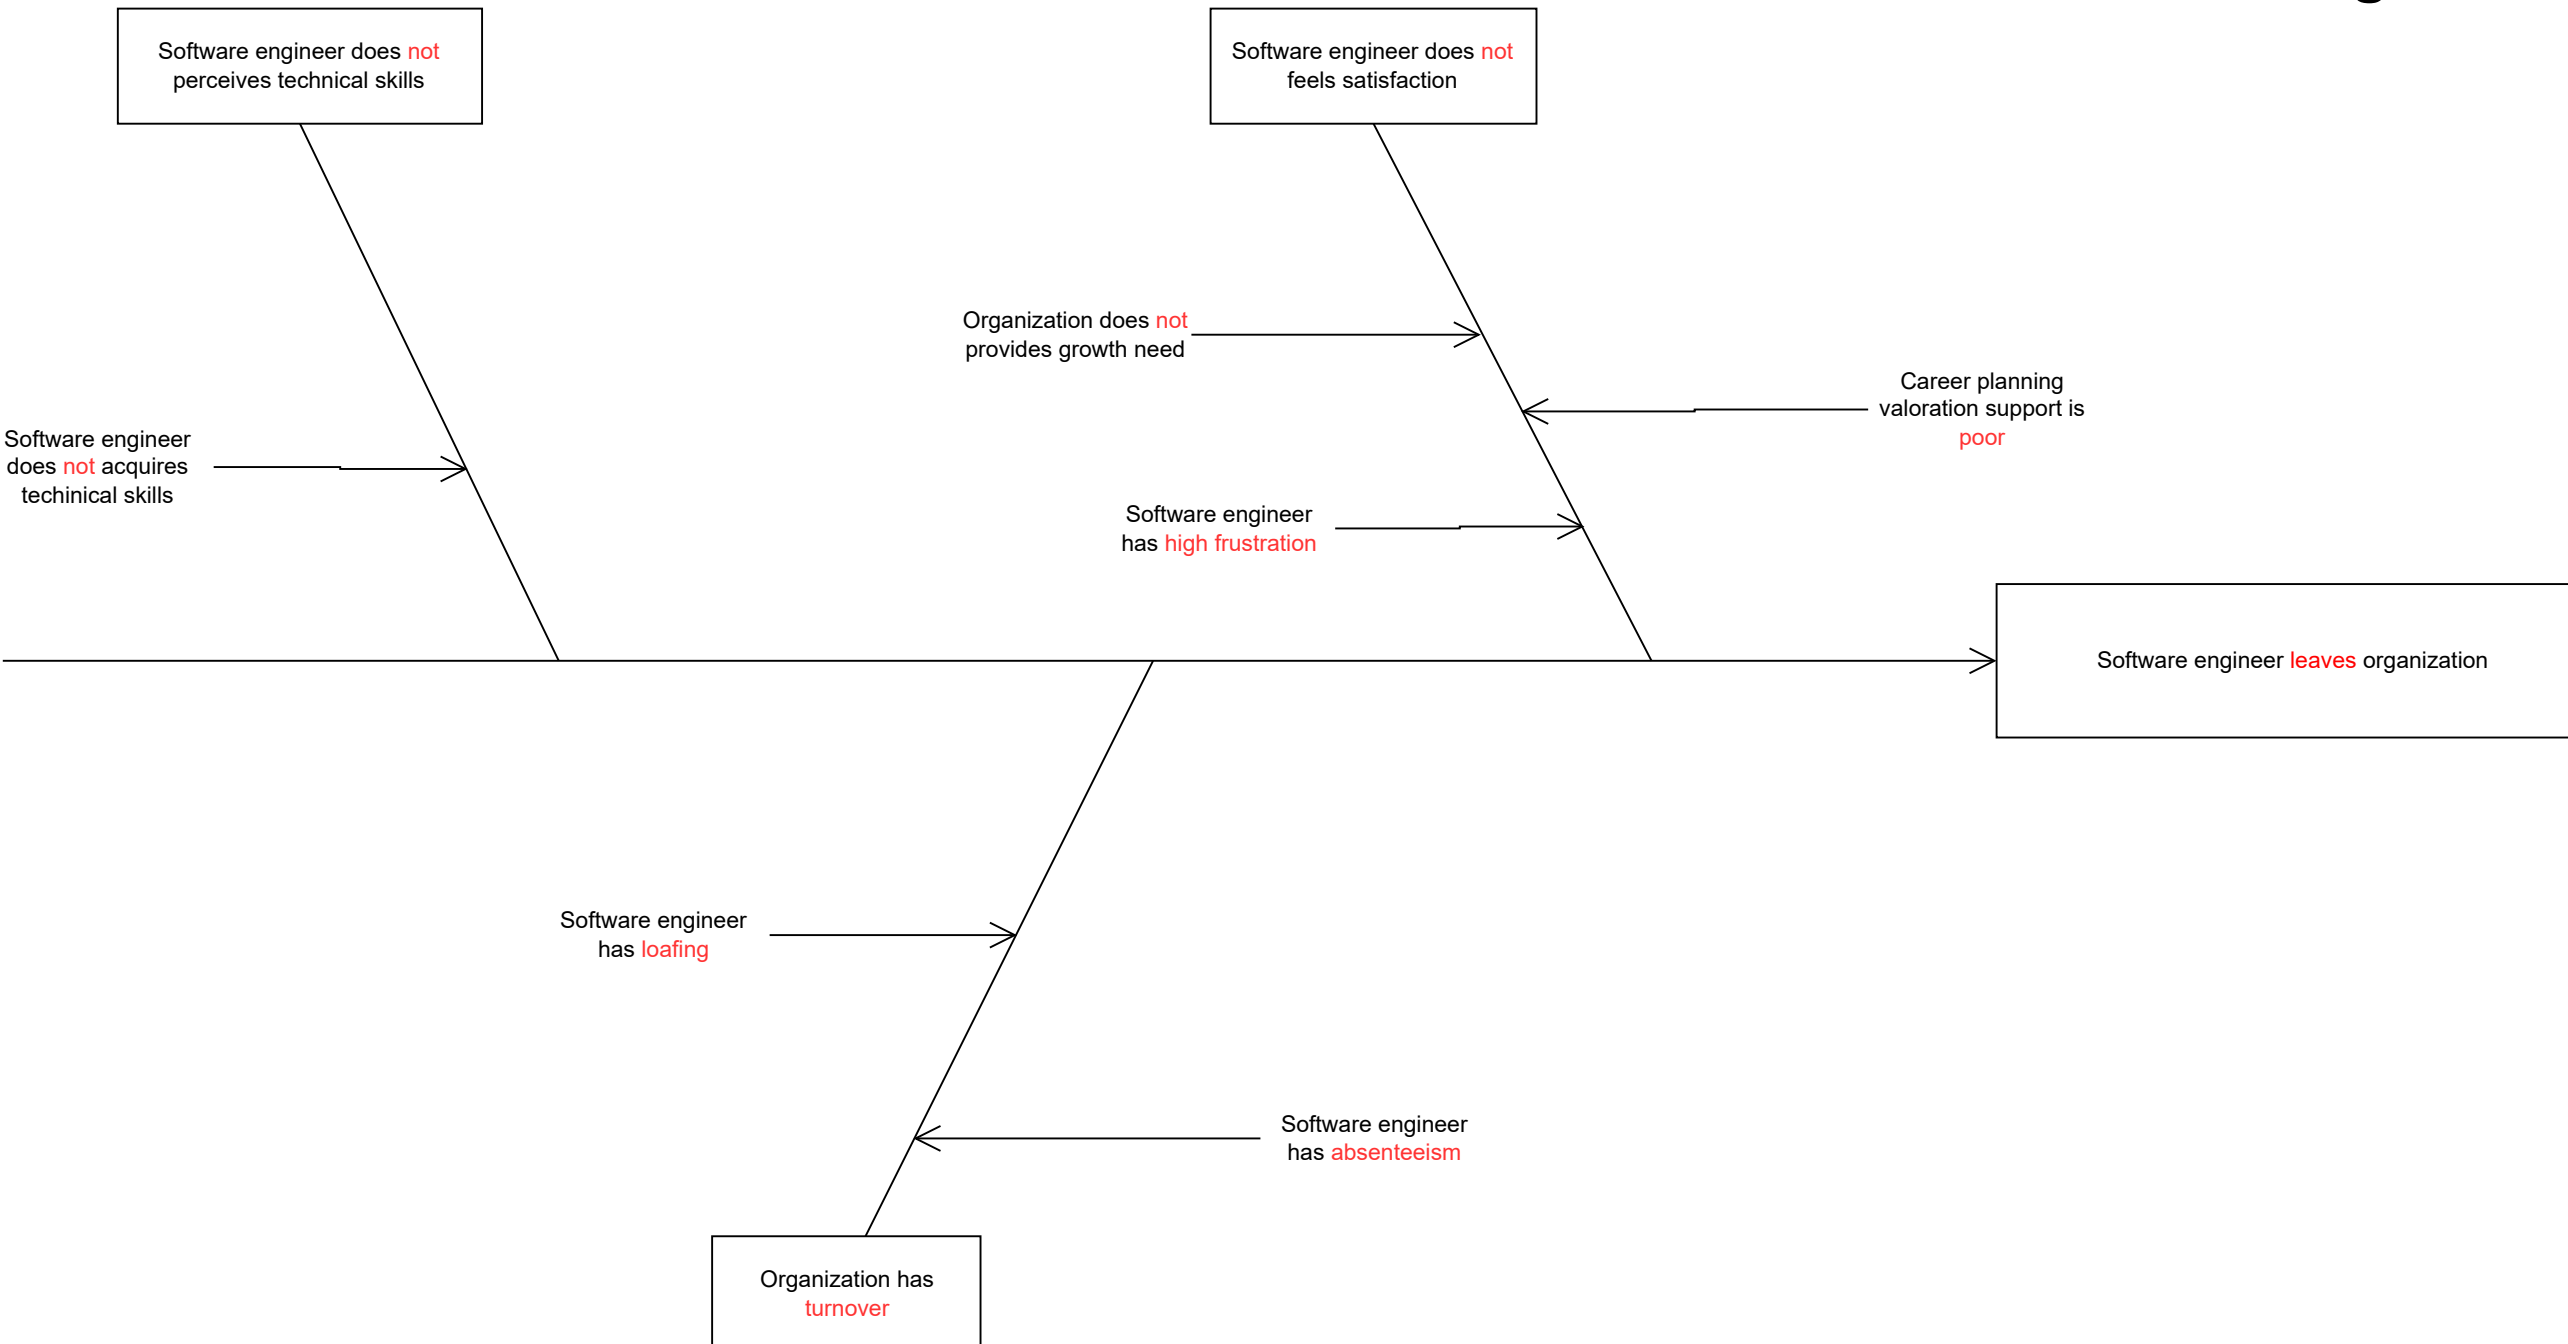 Software engineer does not
perceives technical skills
Software engineer does not
feels satisfaction
Organization does not
provides growth need
Career planning
valoration support is
poor
Software engineer
does not acquires
techinical skills
Software engineer
has high frustration
Software engineer leaves organization
Software engineer
has loafing
Software engineer
has absenteeism
Organization has
turnover